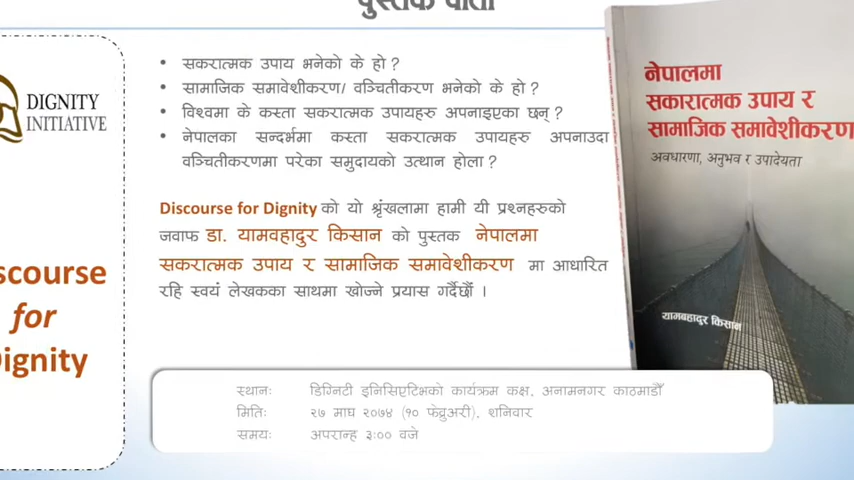 पुस्तक वार्ता
DIGNITY
INITIATIVE
scourse
for
ignity
• सकरात्मक उपाय भनेको के हो ?
• सामाजिक समावेशीकरण/ वञ्चितीकरण भनेको के हो ?
• विश्वमा के कस्ता सकरात्मक उपायहरु अपनाइएका छन् ?
• नेपालका सन्दर्भमा कस्ता सकरात्मक उपायहरु अपनाउदा
वञ्चितीकरणमा परेका समुदायको उत्थान होला ?
Discourse for Dignity को यो श्रृंखलामा हामी यी प्रश्नहरुको
जवाफ डा. यामवहादुर किसान को पुस्तक नेपालमा
सकरात्मक उपाय र सामाजिक समावेशीकरण मा आधारित
रहि स्वयं लेखकका साथमा खोज्ने प्रयास गर्दैछौं ।
नेपालमा
सकारात्मक उपाय र
सामाजिक समावेशीकरण
अवधारणा, अनुभव र उपादेयता
यामबहादुर किसान
स्थानः डिग्निटी इनिसिएटिभको कार्यक्रम कक्ष, अनामनगर काठमाडौँ
मितिः २७ माघ २०७४ (१० फेव्रुअरी), शनिवार
समयः अपरान्ह ३:०० वजे